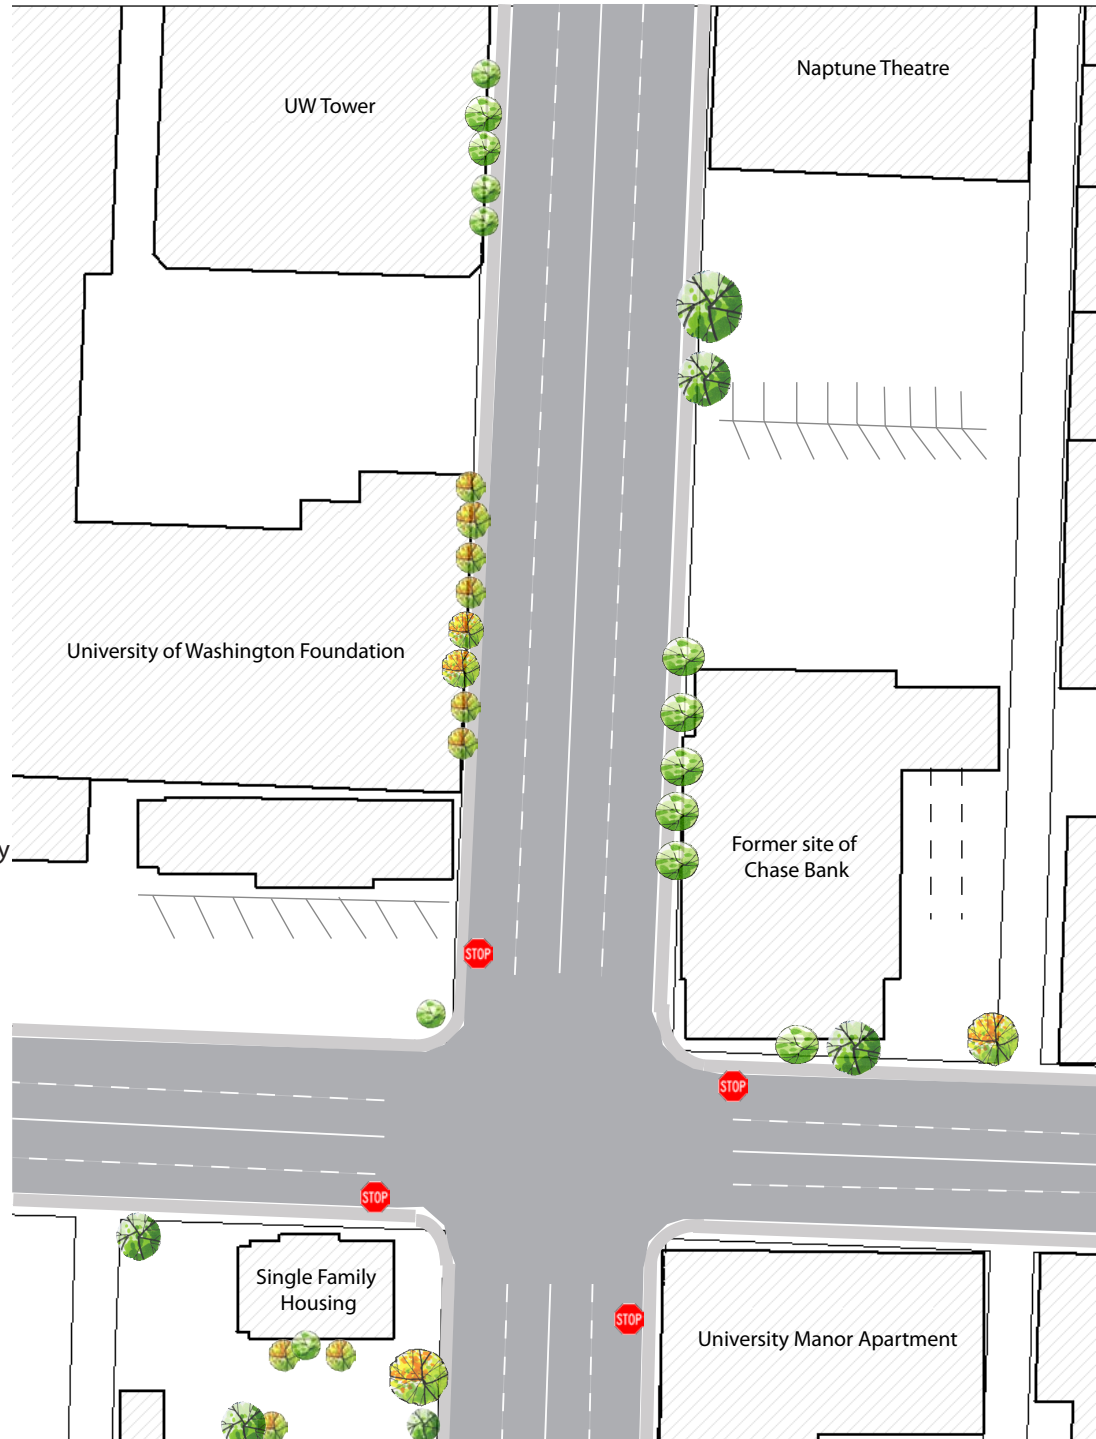 Naptune Theatre
UW Tower
University of Washington Foundation
Former site of
Chase Bank
y
STOP
STOP
STOP
Single Family
Housing
STOP
University Manor Apartment